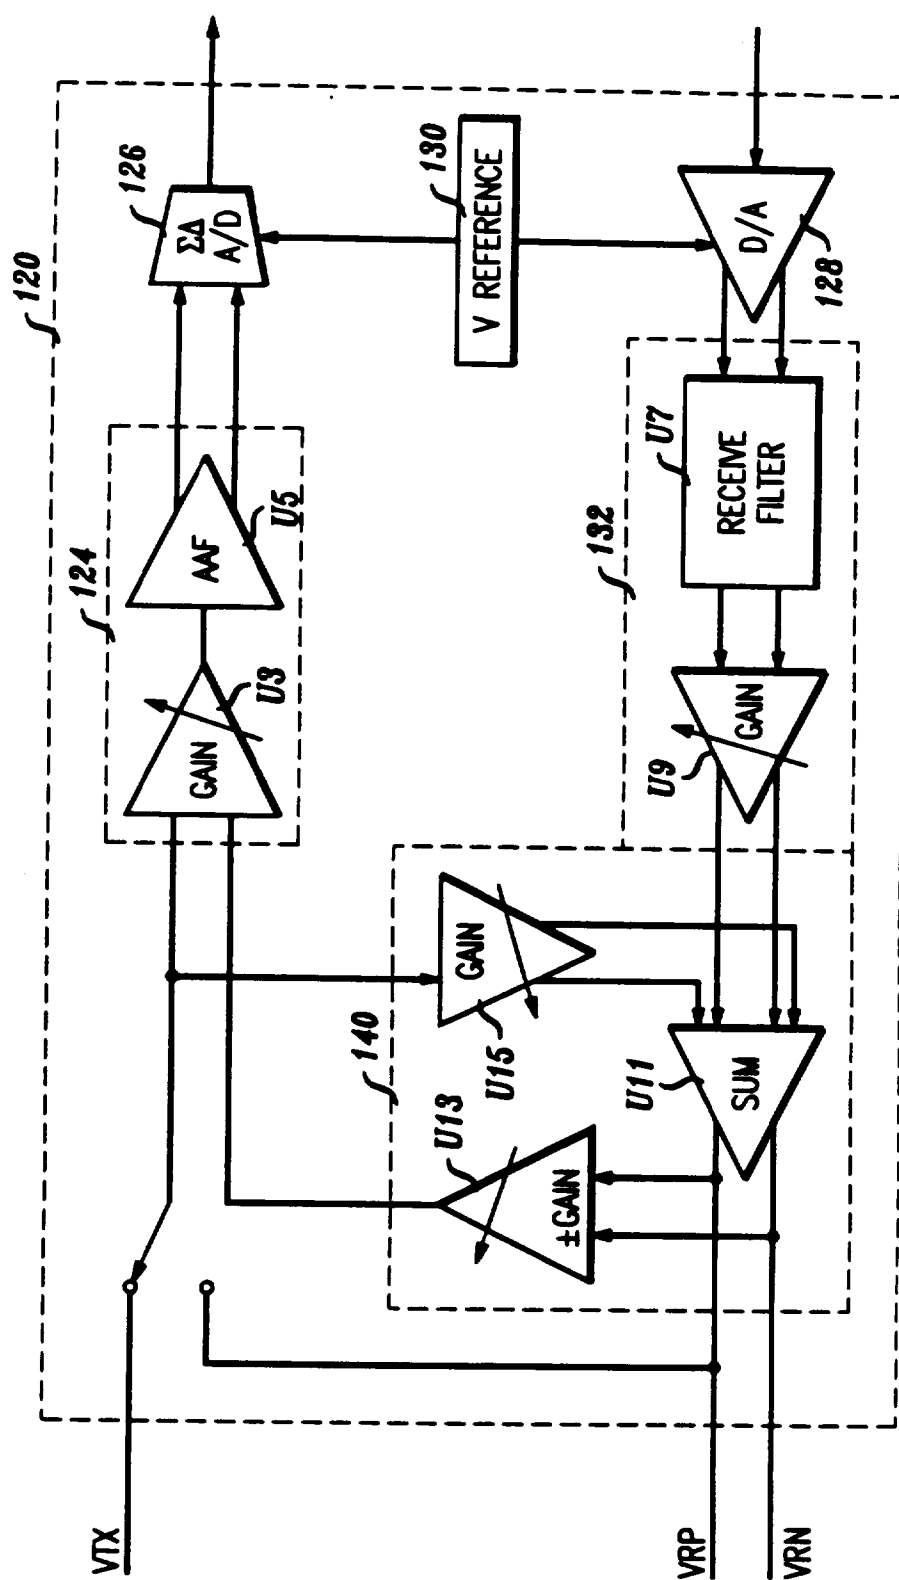 120
VTX
124
GAIN
U3
AAF
U5
126
ΣΔ
A/D
130
V REFERENCE
140
U13
±GAIN
GAIN
U15
U11
SUM
132
U9
GAIN
U7
RECEIVE
FILTER
D/A
128
VRP
VRN